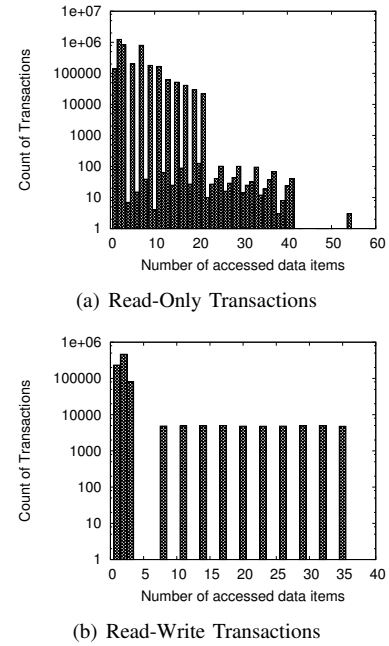 1e+07
1e+06
100000
10000
1000
100
10
1
0 10 20 30 40 50 60
Count of Transactions
Number of accessed data items
(a) Read-Only Transactions
1e+06
100000
10000
1000
100
10
1
0 5 10 15 20 25 30 35 40
Count of Transactions
Number of accessed data items
(b) Read-Write Transactions